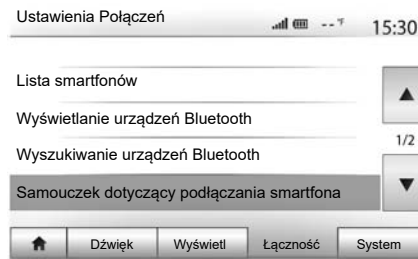 Ustawienia Połączeń
-- °F 15:30
Lista smartfonów
Wyświetlanie urządzeń Bluetooth
1/2
Wyszukiwanie urządzeń Bluetooth
Samouczek dotyczący podłączania smartfona
Dźwięk Wyświetl Łączność System